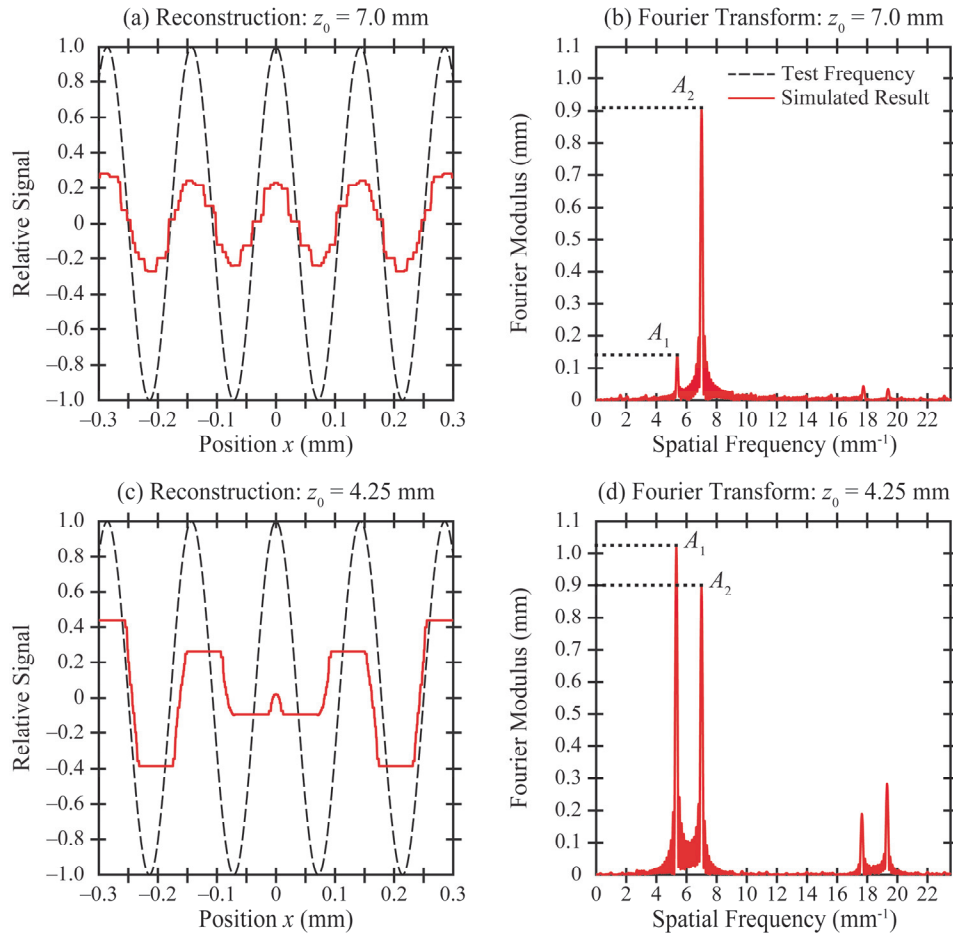 (a) Reconstruction: z₀ = 7.0 mm
1.0
0.8
0.6
0.4
0.2
0
–0.2
–0.4
–0.6
–0.8
–1.0
Relative Signal
–0.3 –0.2 –0.1 0 0.1 0.2 0.3
Position x (mm)
(b) Fourier Transform: z₀ = 7.0 mm
1.1
1.0
0.9
0.8
0.7
0.6
0.5
0.4
0.3
0.2
0.1
0
Fourier Modulus (mm)
Test Frequency
Simulated Result
A₂
A₁
0 2 4 6 8 10 12 14 16 18 20 22
Spatial Frequency (mm⁻¹)
(c) Reconstruction: z₀ = 4.25 mm
1.0
0.8
0.6
0.4
0.2
0
–0.2
–0.4
–0.6
–0.8
–1.0
Relative Signal
–0.3 –0.2 –0.1 0 0.1 0.2 0.3
Position x (mm)
(d) Fourier Transform: z₀ = 4.25 mm
1.1
1.0
0.9
0.8
0.7
0.6
0.5
0.4
0.3
0.2
0.1
0
Fourier Modulus (mm)
A₁
A₂
0 2 4 6 8 10 12 14 16 18 20 22
Spatial Frequency (mm⁻¹)